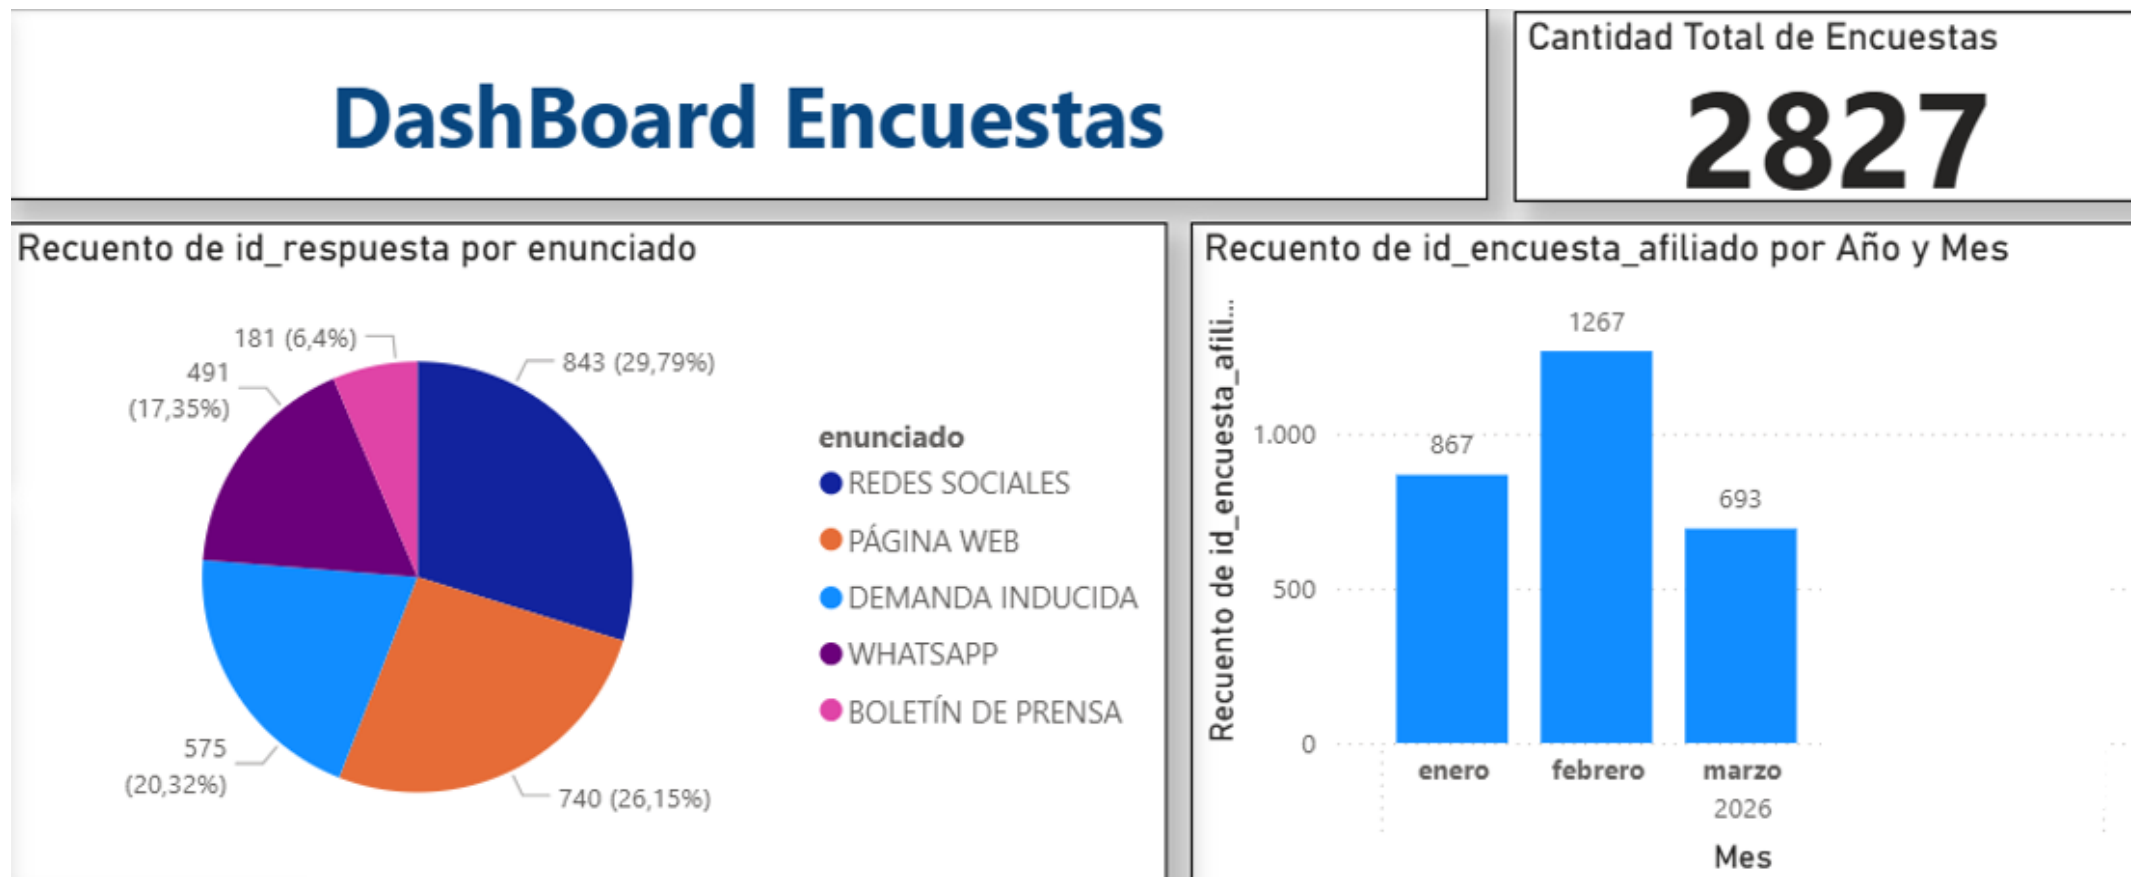 DashBoard Encuestas
Cantidad Total de Encuestas
2827
Recuento de id_respuesta por enunciado
181 (6,4%)
491
(17,35%)
843 (29,79%)
575
(20,32%)
740 (26,15%)
enunciado
REDES SOCIALES
PÁGINA WEB
DEMANDA INDUCIDA
WHATSAPP
BOLETÍN DE PRENSA
Recuento de id_encuesta_afiliado por Año y Mes
Recuento de id_encuesta_afili...
1.000
500
0
867
1267
693
enero
febrero
marzo
2026
Mes